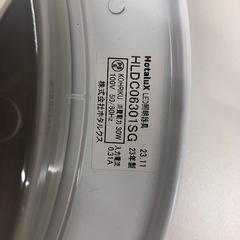 HotaluX LED照明器具
HLDC06301SG
KOHRIKU 消費電力 30W
100V 50/60Hz
入力電流 0.31A
株式会社ホタルクス
23.11
23年製